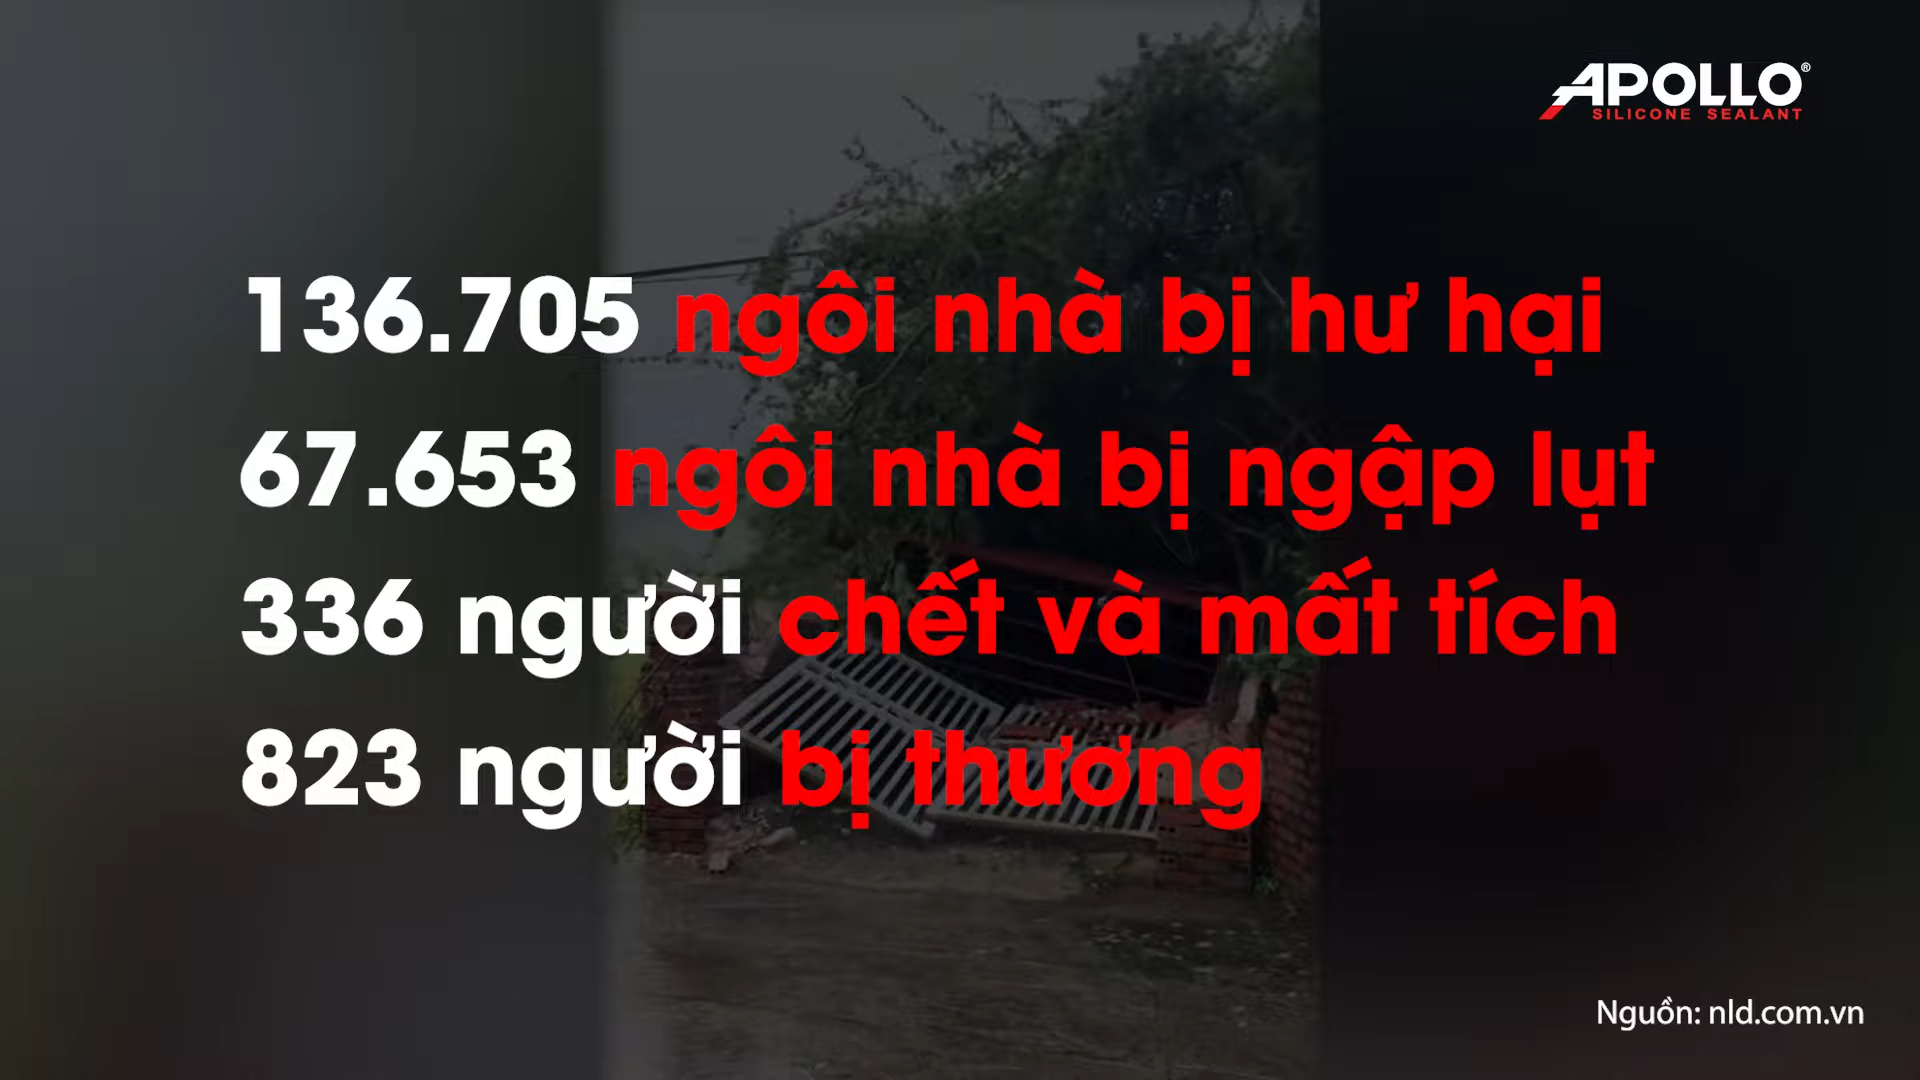 APOLLO®
SILICONE SEALANT
136.705 ngôi nhà bị hư hại
67.653 ngôi nhà bị ngập lụt
336 người chết và mất tích
823 người bị thương
Nguồn: nld.com.vn